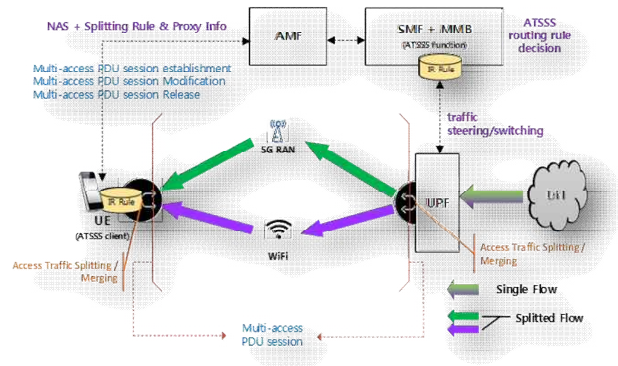 NAS + Splitting Rule & Proxy Info
AMF
SMF + iMMB
(ATSSS function)
IR Rule
ATSSS
routing rule
decision
Multi-access PDU session establishment
Multi-access PDU session Modification
Multi-access PDU session Release
traffic
steering/switching
5G RAN
IR Rule
UE
(ATSSS client)
UPF
WiFi
Access Traffic Splitting /
Merging
Access Traffic Splitting /
Merging
Single Flow
Splitted Flow
Multi-access
PDU session